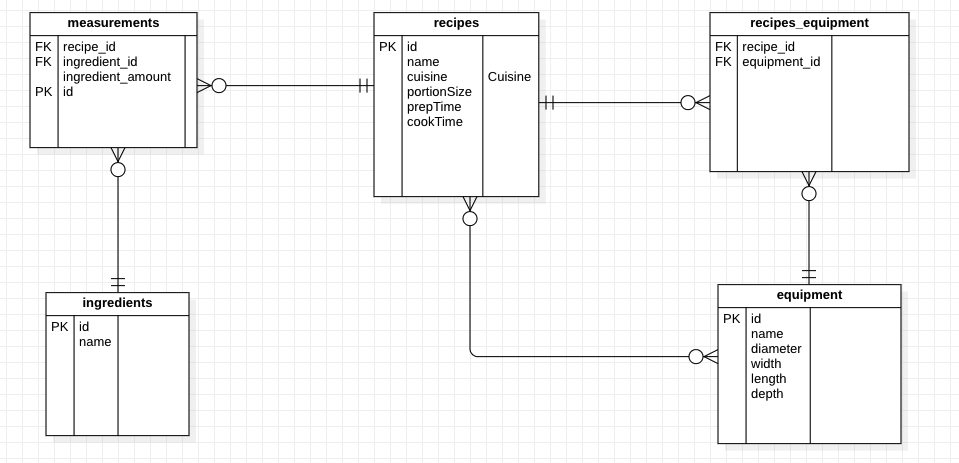 measurements
FK recipe_id
FK ingredient_id
ingredient_amount
PK id
recipes
PK id
name
cuisine Cuisine
portionSize
prepTime
cookTime
recipes_equipment
FK recipe_id
FK equipment_id
ingredients
PK id
name
equipment
PK id
name
diameter
width
length
depth